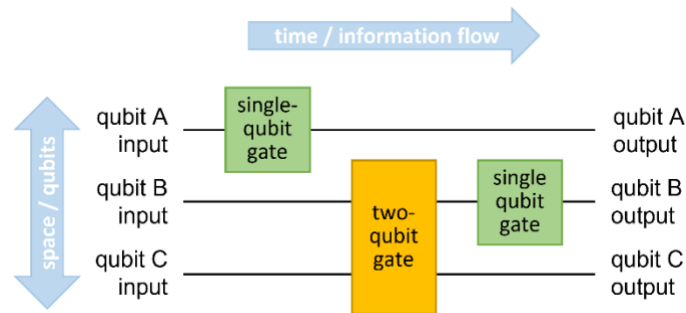 time / information flow
space / qubits
qubit A
input
single-
qubit
gate
qubit A
output
qubit B
input
two-
qubit
gate
single
qubit
gate
qubit B
output
qubit C
input
qubit C
output